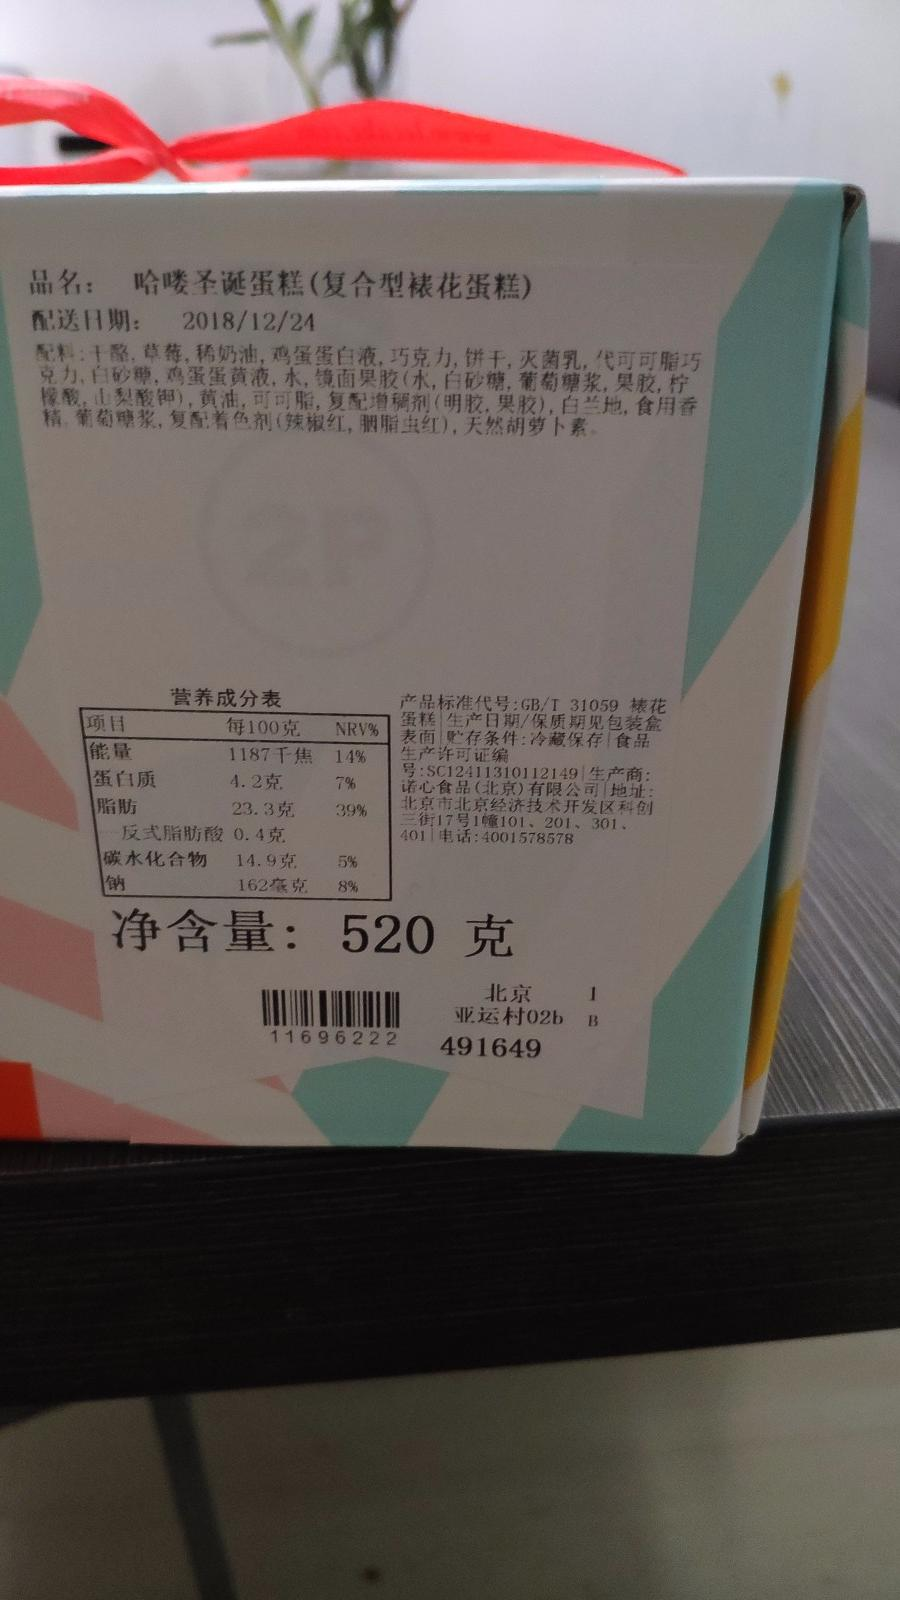 品名： 哈喽圣诞蛋糕(复合型裱花蛋糕)
配送日期： 2018/12/24
配料:干酪,草莓,稀奶油,鸡蛋蛋白液,巧克力,饼干,灭菌乳,代可可脂巧
克力,白砂糖,鸡蛋蛋黄液,水,镜面果胶(水,白砂糖,葡萄糖浆,果胶,柠
檬酸,山梨酸钾),黄油,可可脂,复配增稠剂(明胶,果胶),白兰地,食用香
精,葡萄糖浆,复配着色剂(辣椒红,胭脂虫红),天然胡萝卜素。
2P
营养成分表
项目 每100克 NRV%
能量 1187千焦 14%
蛋白质 4.2克 7%
脂肪 23.3克 39%
—反式脂肪酸 0.4克
碳水化合物 14.9克 5%
钠 162毫克 8%
产品标准代号:GB/T 31059 裱花
蛋糕|生产日期/保质期见包装盒
表面|贮存条件:冷藏保存|食品
生产许可证编
号:SC12411310112149|生产商:
诺心食品(北京)有限公司|地址:
北京市北京经济技术开发区科创
三街17号1幢101、201、301、
401|电话:4001578578
净含量： 520 克
11696222
北京 1
亚运村02b B
491649